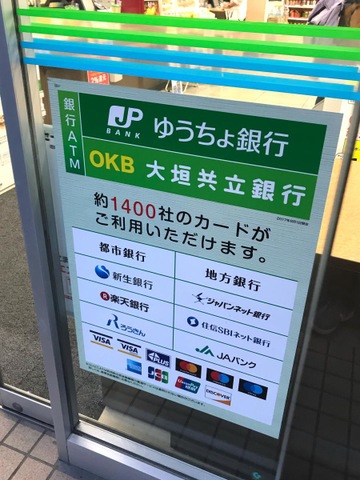 銀行ATM
JP BANK ゆうちょ銀行
OKB 大垣共立銀行
約1400社のカードが
ご利用いただけます。
都市銀行 地方銀行
新生銀行 ジャパンネット銀行
楽天銀行 住信SBIネット銀行
ろうきん JAバンク
VISA VISA PLUS
JCB UnionPay DISCOVER